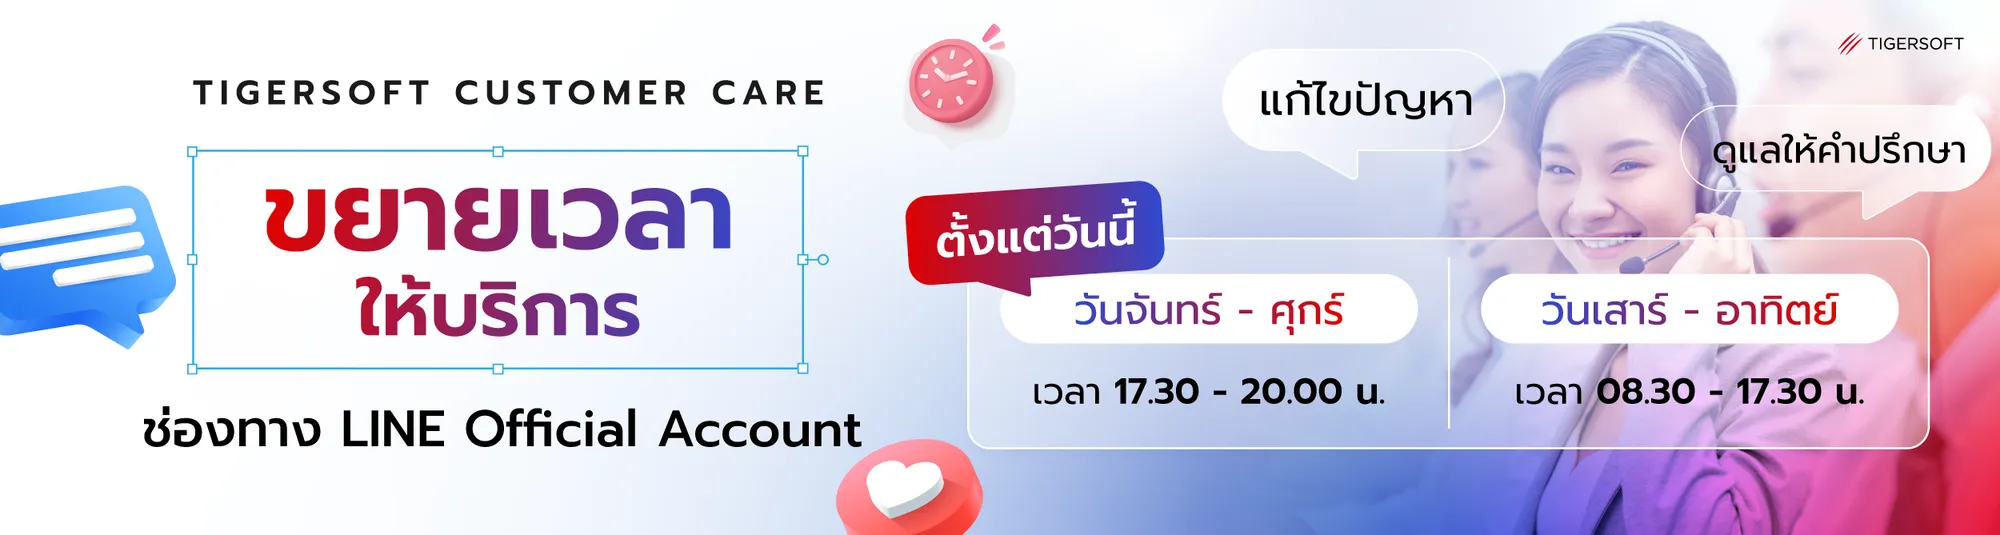 TIGERSOFT CUSTOMER CARE
ขยายเวลา
ให้บริการ
ช่องทาง LINE Official Account
TIGERSOFT
แก้ไขปัญหา
ดูแลให้คำปรึกษา
ตั้งแต่วันนี้
วันจันทร์ - ศุกร์
เวลา 17.30 - 20.00 น.
วันเสาร์ - อาทิตย์
เวลา 08.30 - 17.30 น.